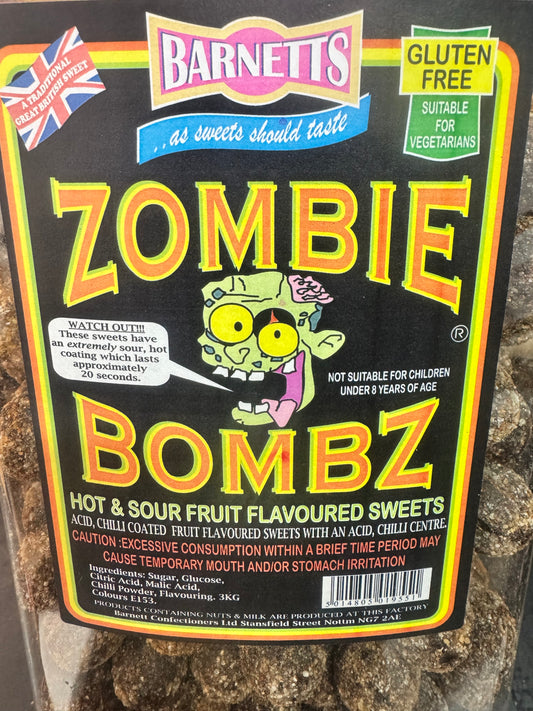 BARNETTS
..as sweets should taste
A TRADITIONAL
GREAT BRITISH SWEET
GLUTEN
FREE
SUITABLE
FOR
VEGETARIANS
ZOMBIE
WATCH OUT!!!
These sweets have
an extremely sour, hot
coating which lasts
approximately
20 seconds.
®
NOT SUITABLE FOR CHILDREN
UNDER 8 YEARS OF AGE
BOMBZ
HOT & SOUR FRUIT FLAVOURED SWEETS
ACID, CHILLI COATED FRUIT FLAVOURED SWEETS WITH AN ACID, CHILLI CENTRE.
CAUTION :EXCESSIVE CONSUMPTION WITHIN A BRIEF TIME PERIOD MAY
CAUSE TEMPORARY MOUTH AND/OR STOMACH IRRITATION
Ingredients: Sugar, Glucose,
Citric Acid, Malic Acid,
Chilli Powder, Flavouring. 3KG
Colours E153.
5 014805 019551
PRODUCTS CONTAINING NUTS & MILK ARE PRODUCED AT THIS FACTORY
Barnett Confectioners Ltd Stansfield Street Nottm NG7 2AE